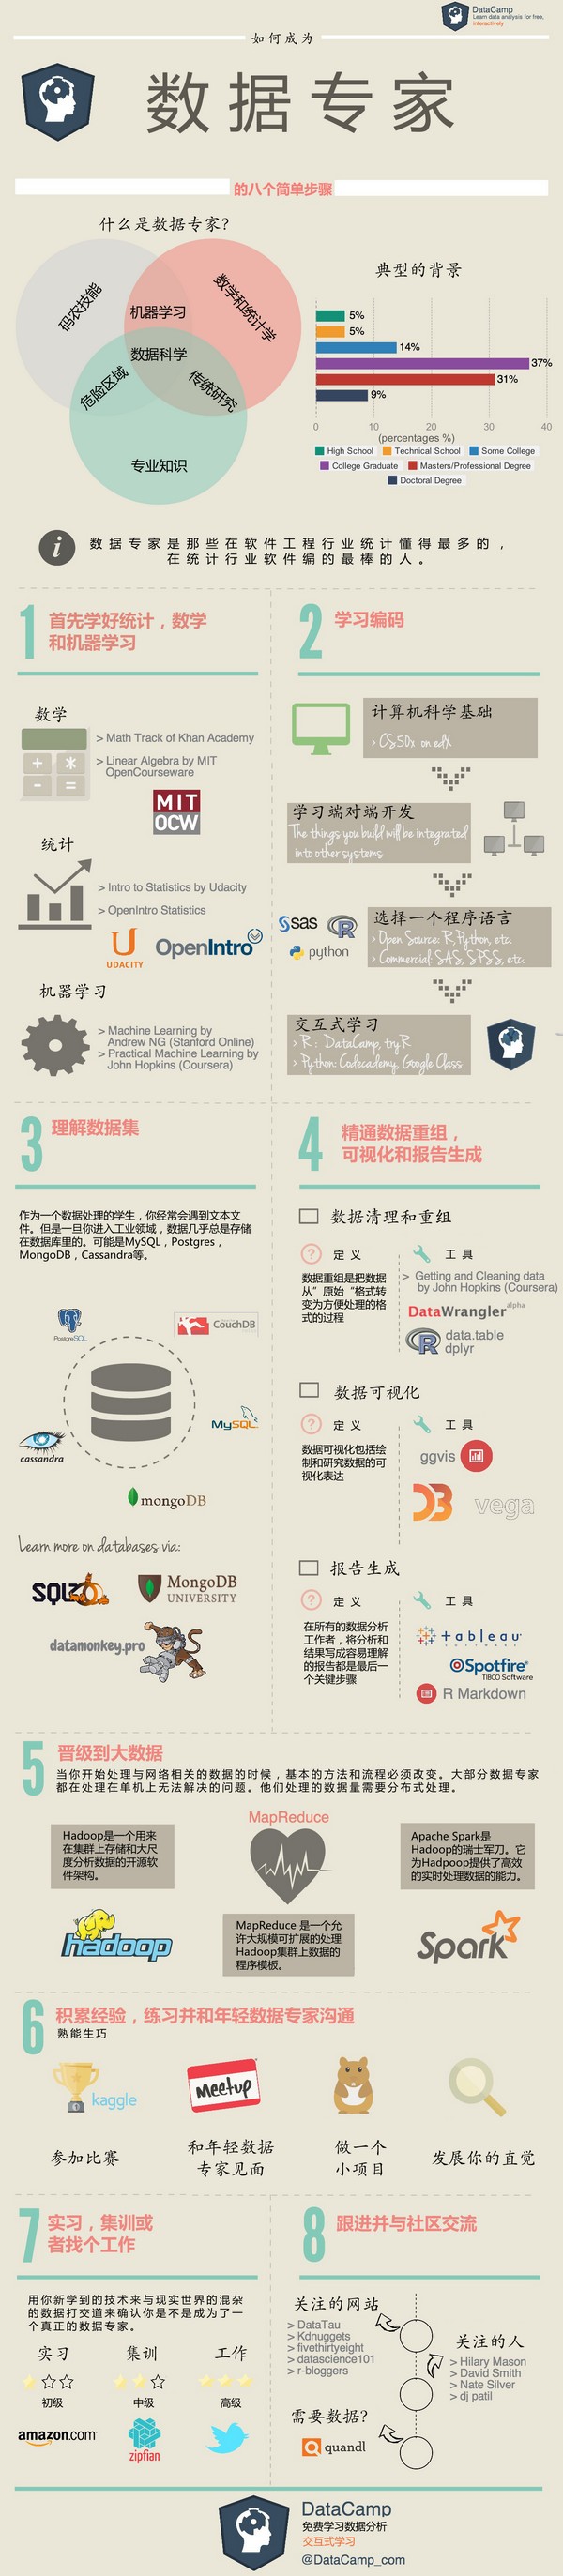 DataCamp
Learn data analysis for free,
interactively
如何成为
数据专家
的八个简单步骤
什么是数据专家?
码农技能
数学和统计学
机器学习
数据科学
危险区域
传统研究
专业知识
典型的背景
5%
5%
14%
37%
31%
9%
0 10 20 30 40
(percentages %)
High School Technical School Some College
College Graduate Masters/Professional Degree
Doctoral Degree
i
数据专家是那些在软件工程行业统计懂得最多的，
在统计行业软件编的最棒的人。
1
首先学好统计，数学
和机器学习
数学
> Math Track of Khan Academy
> Linear Algebra by MIT
OpenCourseware
MIT
OCW
统计
> Intro to Statistics by Udacity
> OpenIntro Statistics
UDACITY
OpenIntro
机器学习
> Machine Learning by
Andrew NG (Stanford Online)
> Practical Machine Learning by
John Hopkins (Coursera)
2
学习编码
计算机科学基础
> CS50x on edX
学习端对端开发
The things you build will be integrated
into other systems
sas R
python
选择一个程序语言
> Open Source: R, Python, etc.
> Commercial: SAS, SPSS, etc.
交互式学习
> R: DataCamp, tryR
> Python: Codecademy, Google Class
3
理解数据集
作为一个数据处理的学生，你经常会遇到文本文
件。但是一旦你进入工业领域，数据几乎总是存储
在数据库里的。可能是MySQL，Postgres，
MongoDB，Cassandra等。
PostgreSQL
CouchDB
MySQL
cassandra
mongoDB
Learn more on databases via:
SQLZOO
MongoDB
UNIVERSITY
datamonkey.pro
4
精通数据重组，
可视化和报告生成
数据清理和重组
? 定义
数据重组是把数据
从”原始“格式转
变为方便处理的格
式的过程
工具
> Getting and Cleaning data
by John Hopkins (Coursera)
DataWrangler alpha
R data.table
dplyr
数据可视化
? 定义
数据可视化包括绘
制和研究数据的可
视化表达
工具
ggvis
D3
vega
报告生成
? 定义
在所有的数据分析
工作者，将分析和
结果写成容易理解
的报告都是最后一
个关键步骤
工具
+ableau
SOFTWARE
Spotfire
TIBCO Software
R Markdown
5
晋级到大数据
当你开始处理与网络相关的数据的时候，基本的方法和流程必须改变。大部分数据专家
都在处理在单机上无法解决的问题。他们处理的数据量需要分布式处理。
Hadoop是一个用来
在集群上存储和大尺
度分析数据的开源软
件架构。
hadoop
MapReduce
MapReduce 是一个允
许大规模可扩展的处理
Hadoop集群上数据的
程序模板。
Apache Spark是
Hadoop的瑞士军刀。它
为Hadpoop提供了高效
的实时处理数据的能力。
Spark
6
积累经验，练习并和年轻数据专家沟通
熟能生巧
kaggle
参加比赛
meetup
和年轻数据
专家见面
做一个
小项目
发展你的直觉
7
实习，集训或
者找个工作
用你新学到的技术来与现实世界的混杂
的数据打交道来确认你是不是成为了一
个真正的数据专家。
实习 集训 工作
初级 中级 高级
amazon.com
zipfian
8
跟进并与社区交流
关注的网站
> DataTau
> Kdnuggets
> fivethirtyeight
> datascience101
> r-bloggers
关注的人
> Hilary Mason
> David Smith
> Nate Silver
> dj patil
需要数据?
quandl
DataCamp
免费学习数据分析
交互式学习
@DataCamp_com